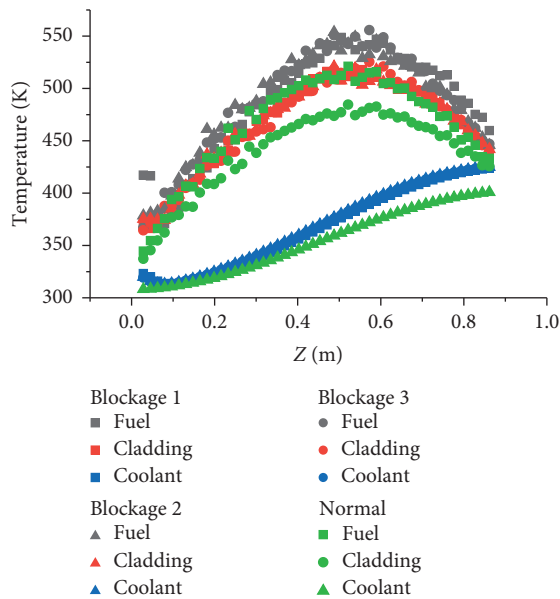 550
500
450
400
350
300
Temperature (K)
0.0 0.2 0.4 0.6 0.8 1.0
Z (m)
Blockage 1
Fuel
Cladding
Coolant
Blockage 2
Fuel
Cladding
Coolant
Blockage 3
Fuel
Cladding
Coolant
Normal
Fuel
Cladding
Coolant